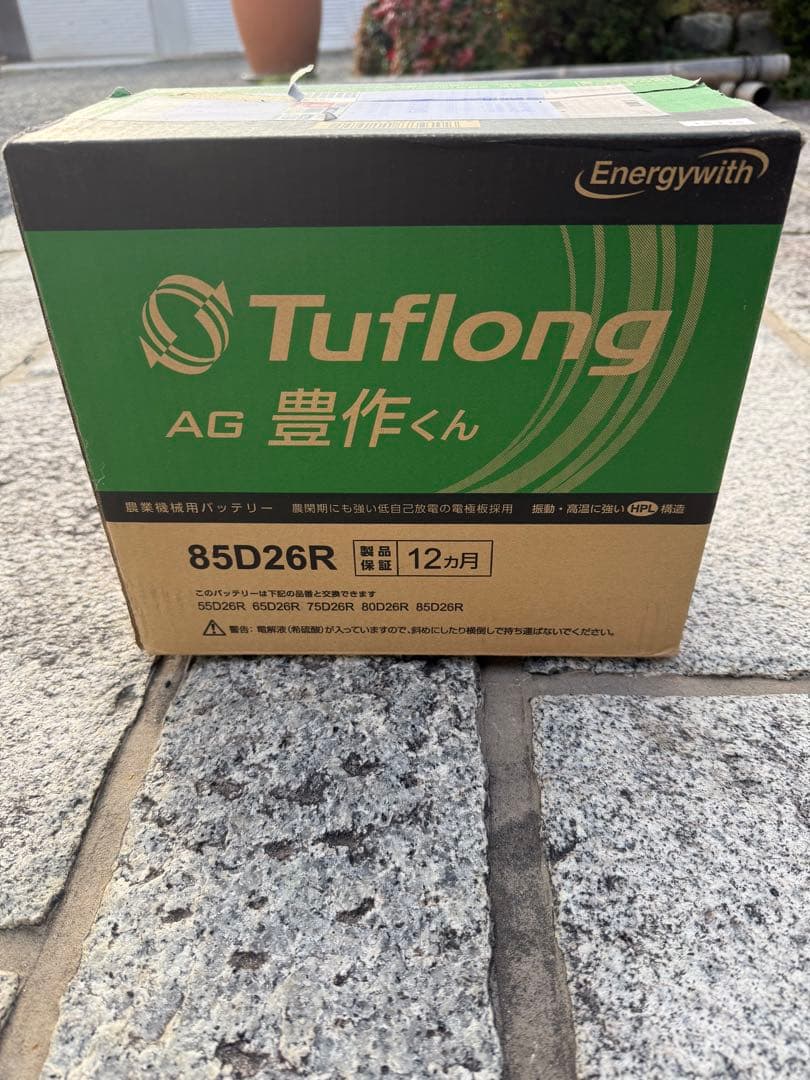 Energywith
Tuflong
AG 豊作くん
農業機械用バッテリー 農閑期にも強い低自己放電の電極板採用 振動・高温に強い HPL 構造
85D26R 製品保証 12ヵ月
このバッテリーは下記の品番と交換できます
55D26R 65D26R 75D26R 80D26R 85D26R
警告：電解液（希硫酸）が入っていますので、斜めにしたり横倒しで持ち運ばないでください。